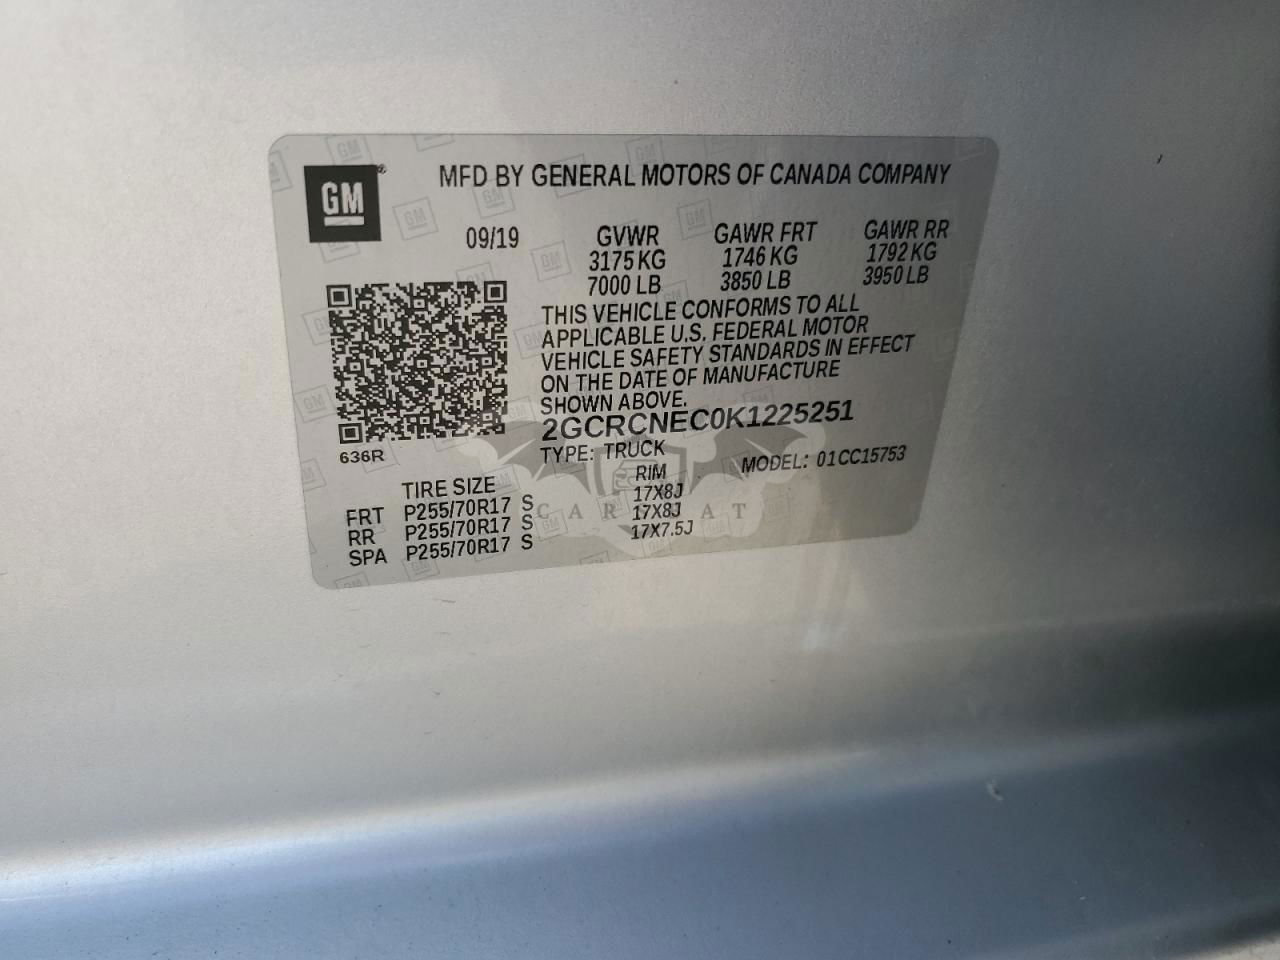 GM
MFD BY GENERAL MOTORS OF CANADA COMPANY
09/19
GVWR GAWR FRT GAWR RR
3175 KG 1746 KG 1792 KG
7000 LB 3850 LB 3950 LB
THIS VEHICLE CONFORMS TO ALL
APPLICABLE U.S. FEDERAL MOTOR
VEHICLE SAFETY STANDARDS IN EFFECT
ON THE DATE OF MANUFACTURE
SHOWN ABOVE.
2GCRCNEC0K1225251
TYPE: TRUCK MODEL: 01CC15753
636R
TIRE SIZE RIM
FRT P255/70R17 S 17X8J
RR P255/70R17 S 17X8J
SPA P255/70R17 S 17X7.5J